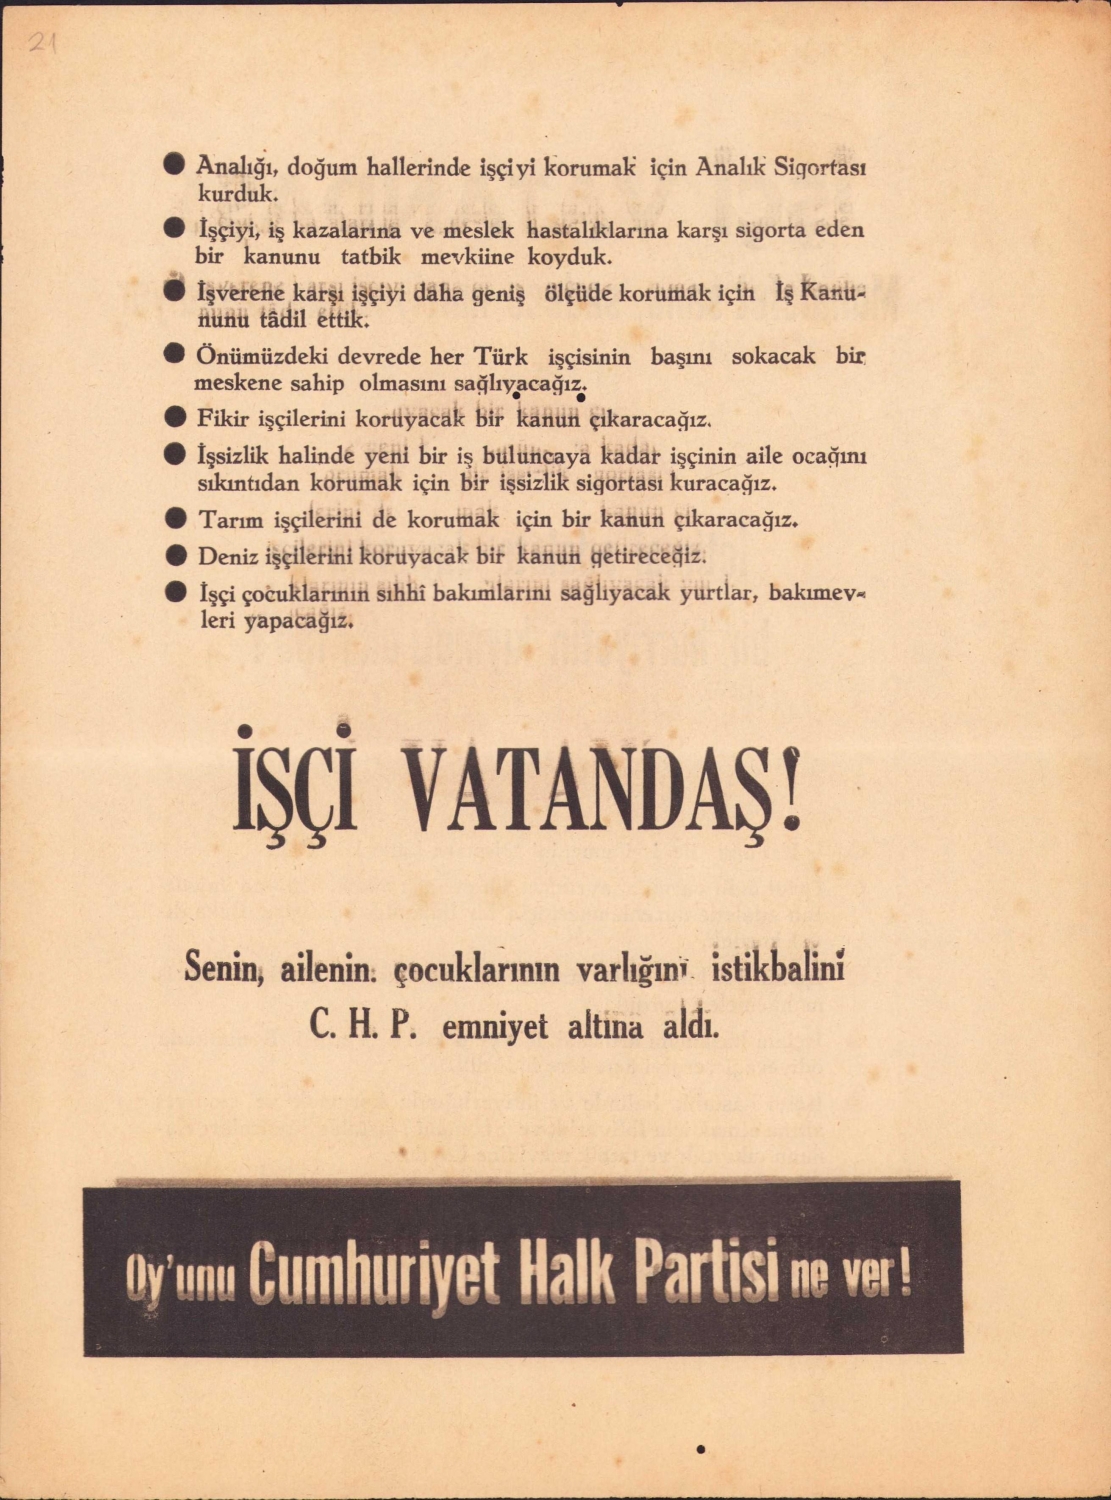 21
● Analığı, doğum hallerinde işçiyi korumak için Analık Sigortası
kurduk.
● İşçiyi, iş kazalarına ve meslek hastalıklarına karşı sigorta eden
bir kanunu tatbik mevkiine koyduk.
● İşverene karşı işçiyi daha geniş ölçüde korumak için İş Kanu-
nunu tâdil ettik.
● Önümüzdeki devrede her Türk işçisinin başını sokacak bir
meskene sahip olmasını sağlıyacağız.
● Fikir işçilerini koruyacak bir kanun çıkaracağız.
● İşsizlik halinde yeni bir iş buluncaya kadar işçinin aile ocağını
sıkıntıdan korumak için bir işsizlik sigortası kuracağız.
● Tarım işçilerini de korumak için bir kanun çıkaracağız.
● Deniz işçilerini koruyacak bir kanun getireceğiz.
● İşçi çocuklarının sıhhî bakımlarını sağlıyacak yurtlar, bakımev-
leri yapacağız.
İŞÇİ VATANDAŞ!
Senin, ailenin. çocuklarının varlığını istikbalini
C. H. P. emniyet altına aldı.
Oy'unu Cumhuriyet Halk Partisi ne ver!